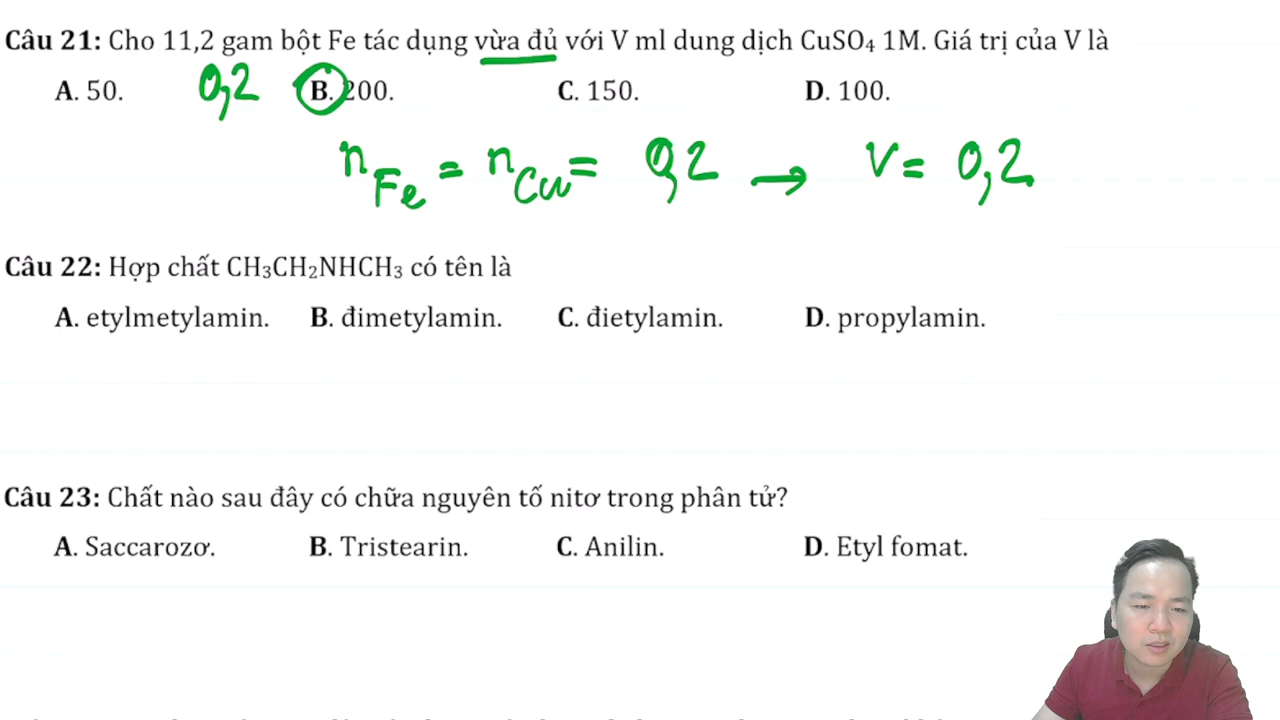 Câu 21: Cho 11,2 gam bột Fe tác dụng vừa đủ với V ml dung dịch CuSO₄ 1M. Giá trị của V là
A. 50. B. 200. C. 150. D. 100.
0,2
n Fe = n Cu = 0,2 → V = 0,2
Câu 22: Hợp chất CH₃CH₂NHCH₃ có tên là
A. etylmetylamin. B. đimetylamin. C. đietylamin. D. propylamin.
Câu 23: Chất nào sau đây có chứa nguyên tố nitơ trong phân tử?
A. Saccarozơ. B. Tristearin. C. Anilin. D. Etyl fomat.